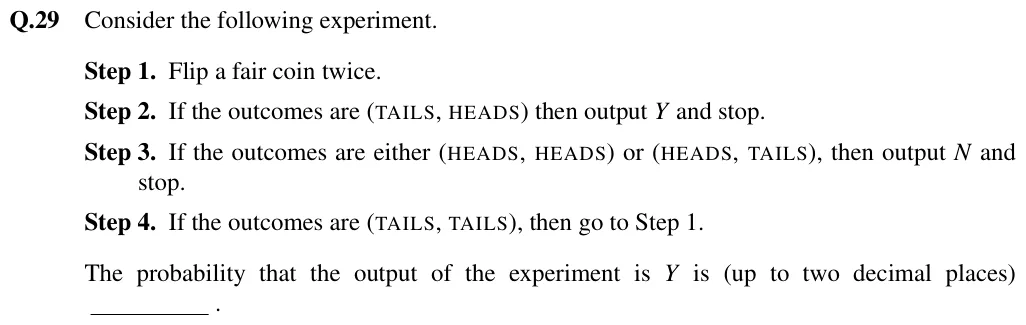 Q.29 Consider the following experiment.
Step 1. Flip a fair coin twice.
Step 2. If the outcomes are (TAILS, HEADS) then output Y and stop.
Step 3. If the outcomes are either (HEADS, HEADS) or (HEADS, TAILS), then output N and
stop.
Step 4. If the outcomes are (TAILS, TAILS), then go to Step 1.
The probability that the output of the experiment is Y is (up to two decimal places)
__________.